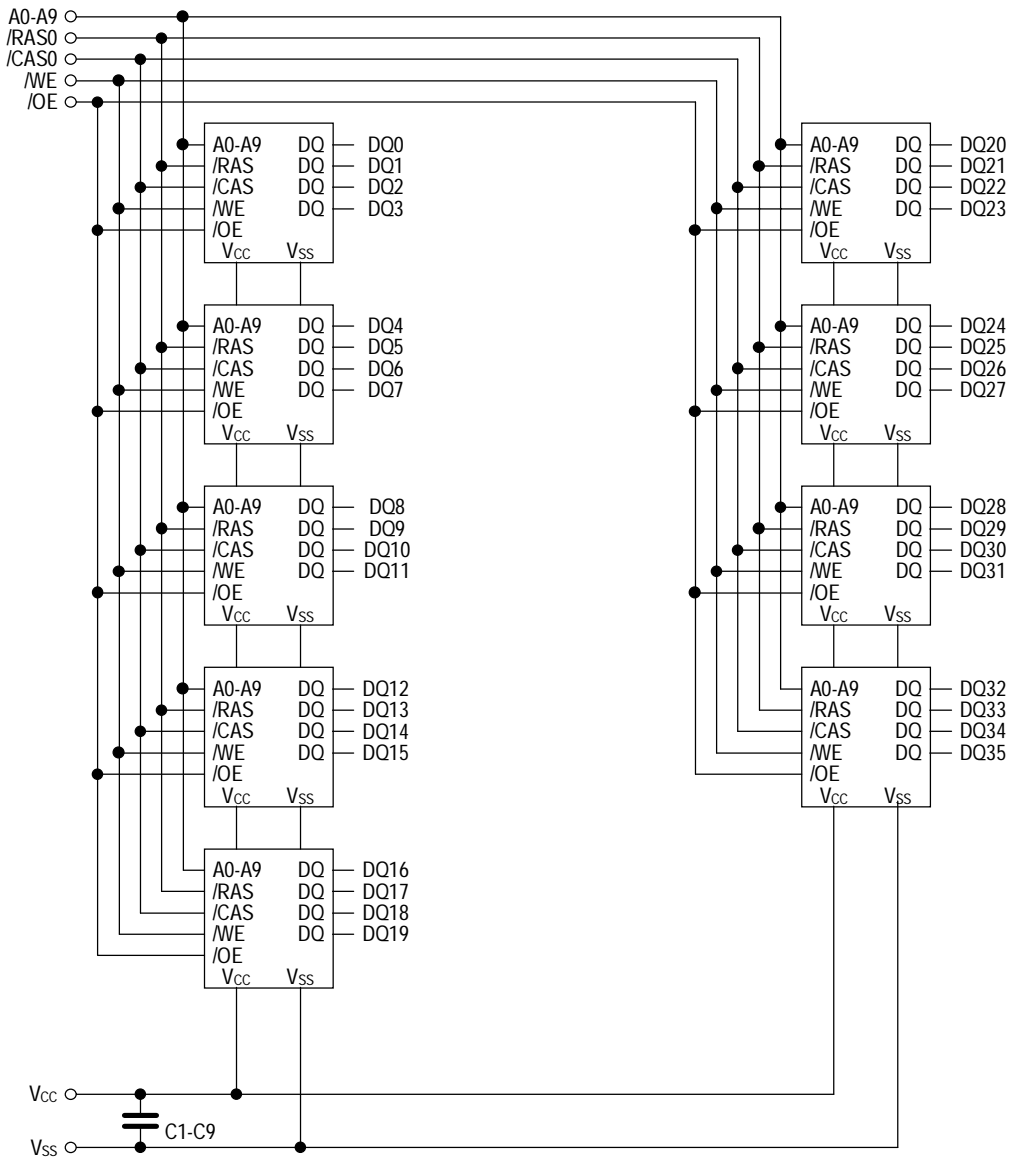 A0-A9
/RAS0
/CAS0
/WE
/OE
A0-A9 DQ DQ0
/RAS DQ DQ1
/CAS DQ DQ2
/WE DQ DQ3
/OE
VCC VSS
A0-A9 DQ DQ4
/RAS DQ DQ5
/CAS DQ DQ6
/WE DQ DQ7
/OE
VCC VSS
A0-A9 DQ DQ8
/RAS DQ DQ9
/CAS DQ DQ10
/WE DQ DQ11
/OE
VCC VSS
A0-A9 DQ DQ12
/RAS DQ DQ13
/CAS DQ DQ14
/WE DQ DQ15
/OE
VCC VSS
A0-A9 DQ DQ16
/RAS DQ DQ17
/CAS DQ DQ18
/WE DQ DQ19
/OE
VCC VSS
A0-A9 DQ DQ20
/RAS DQ DQ21
/CAS DQ DQ22
/WE DQ DQ23
/OE
VCC VSS
A0-A9 DQ DQ24
/RAS DQ DQ25
/CAS DQ DQ26
/WE DQ DQ27
/OE
VCC VSS
A0-A9 DQ DQ28
/RAS DQ DQ29
/CAS DQ DQ30
/WE DQ DQ31
/OE
VCC VSS
A0-A9 DQ DQ32
/RAS DQ DQ33
/CAS DQ DQ34
/WE DQ DQ35
/OE
VCC VSS
VCC
C1-C9
VSS